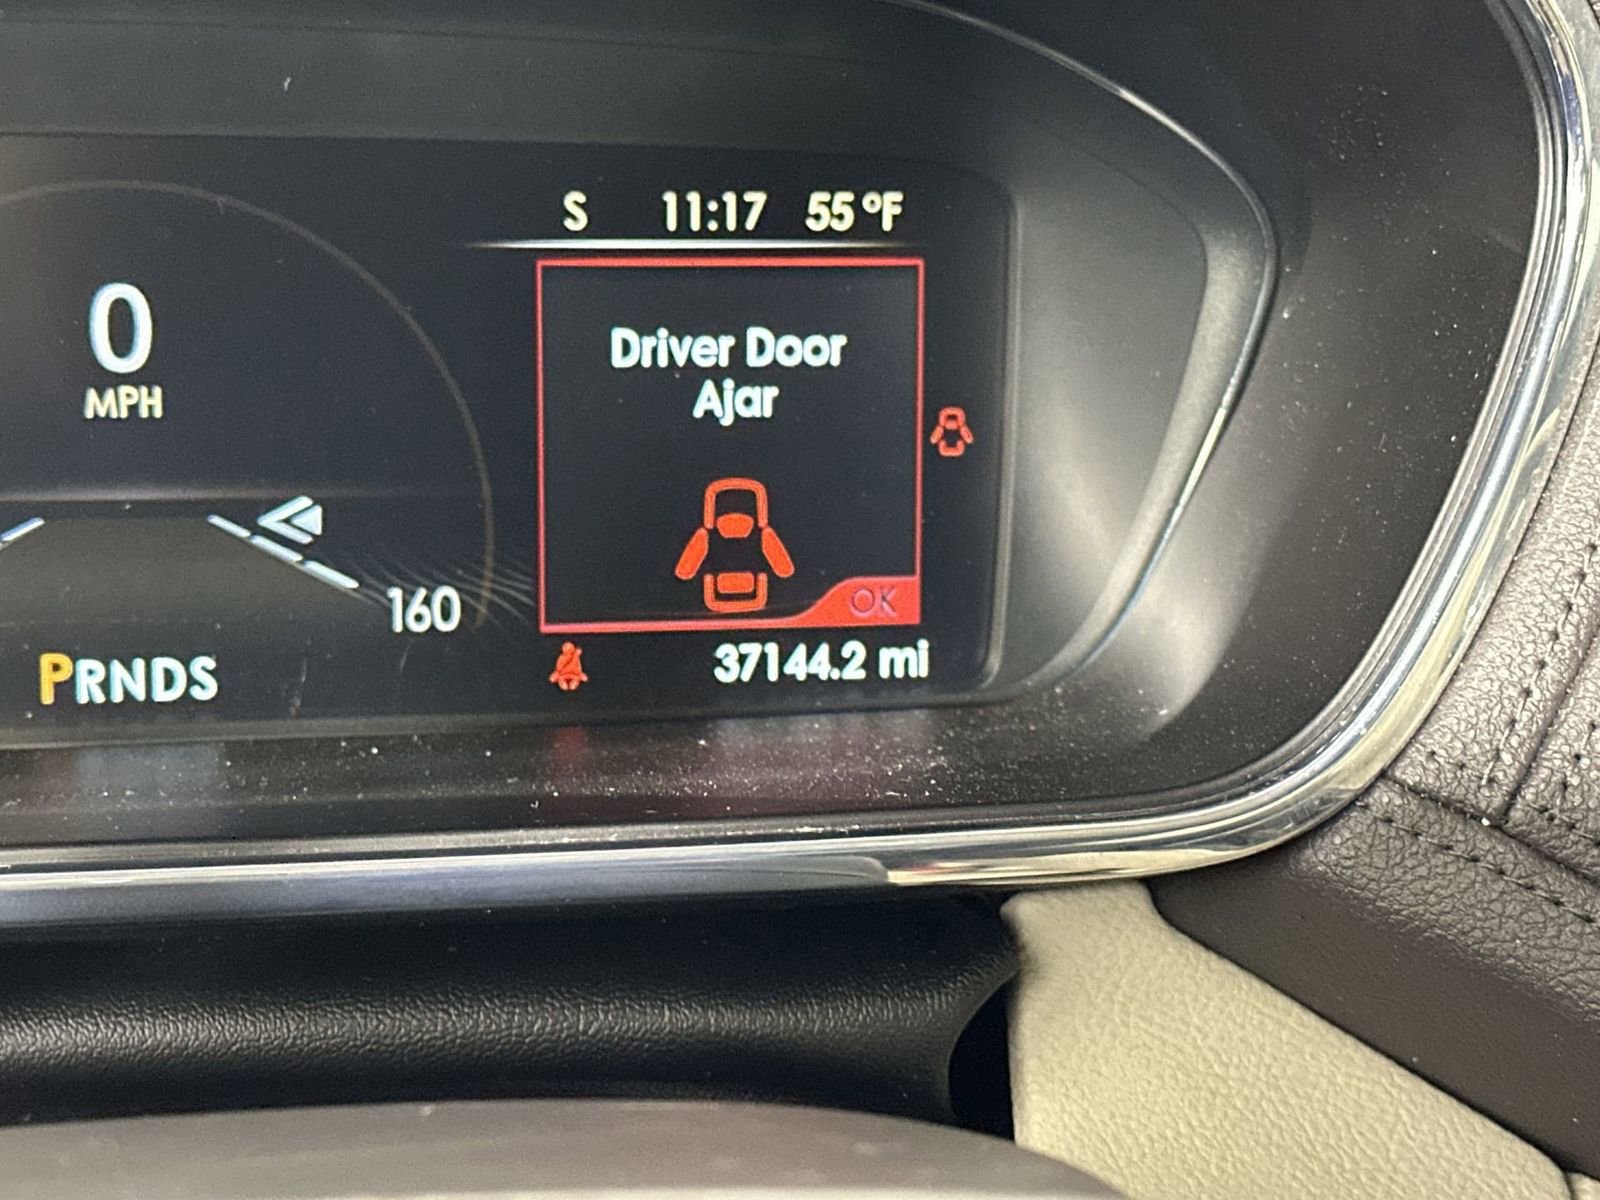 S 11:17 55 °F
0
MPH
Driver Door
Ajar
OK
160
37144.2 mi
PRNDS